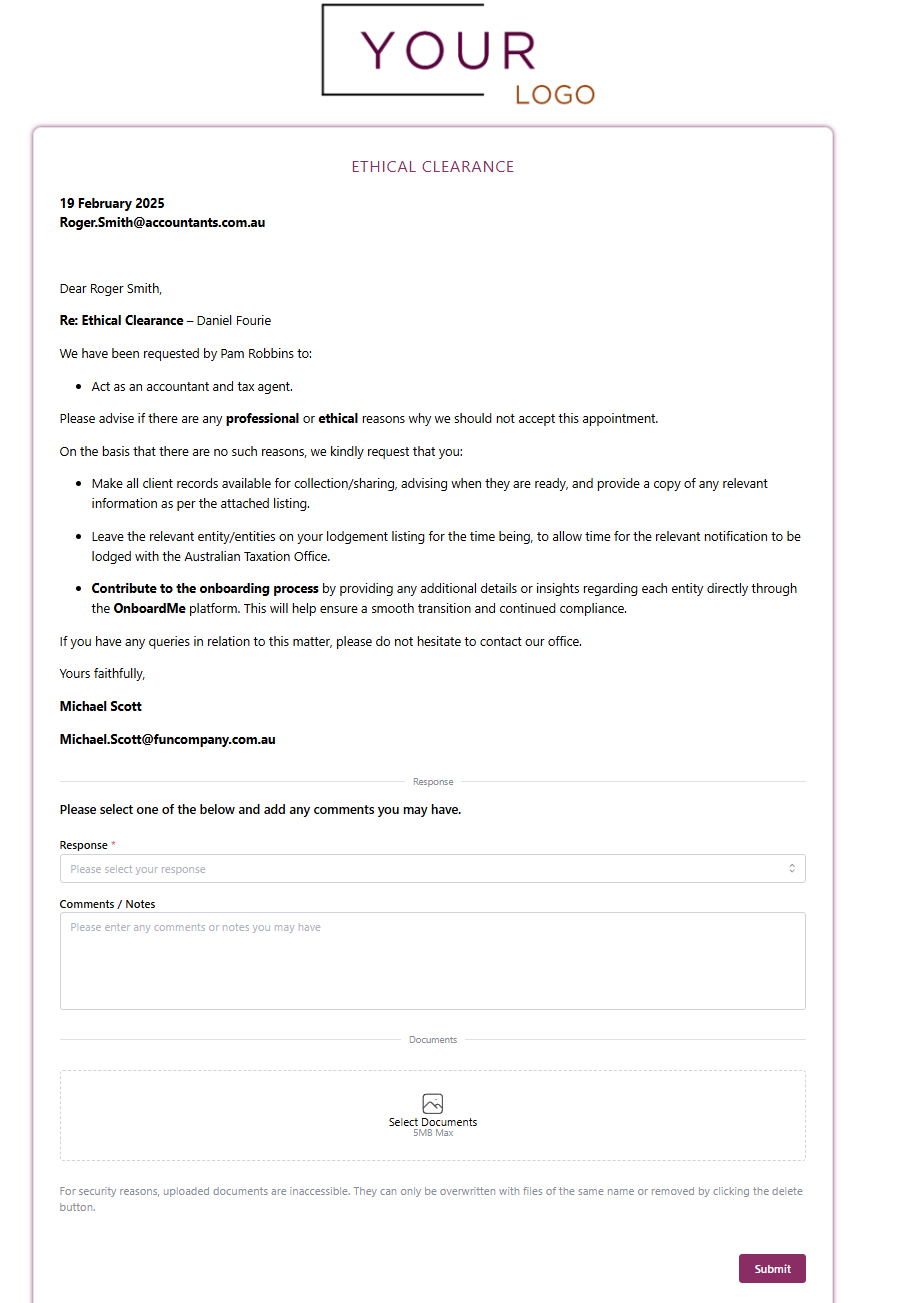 YOUR
LOGO
ETHICAL CLEARANCE
19 February 2025
Roger.Smith@accountants.com.au
Dear Roger Smith,
Re: Ethical Clearance – Daniel Fourie
We have been requested by Pam Robbins to:
• Act as an accountant and tax agent.
Please advise if there are any professional or ethical reasons why we should not accept this appointment.
On the basis that there are no such reasons, we kindly request that you:
• Make all client records available for collection/sharing, advising when they are ready, and provide a copy of any relevant
information as per the attached listing.
• Leave the relevant entity/entities on your lodgement listing for the time being, to allow time for the relevant notification to be
lodged with the Australian Taxation Office.
• Contribute to the onboarding process by providing any additional details or insights regarding each entity directly through
the OnboardMe platform. This will help ensure a smooth transition and continued compliance.
If you have any queries in relation to this matter, please do not hesitate to contact our office.
Yours faithfully,
Michael Scott
Michael.Scott@funcompany.com.au
Response
Please select one of the below and add any comments you may have.
Response *
Please select your response
Comments / Notes
Please enter any comments or notes you may have
Documents
Select Documents
5MB Max
For security reasons, uploaded documents are inaccessible. They can only be overwritten with files of the same name or removed by clicking the delete
button.
Submit